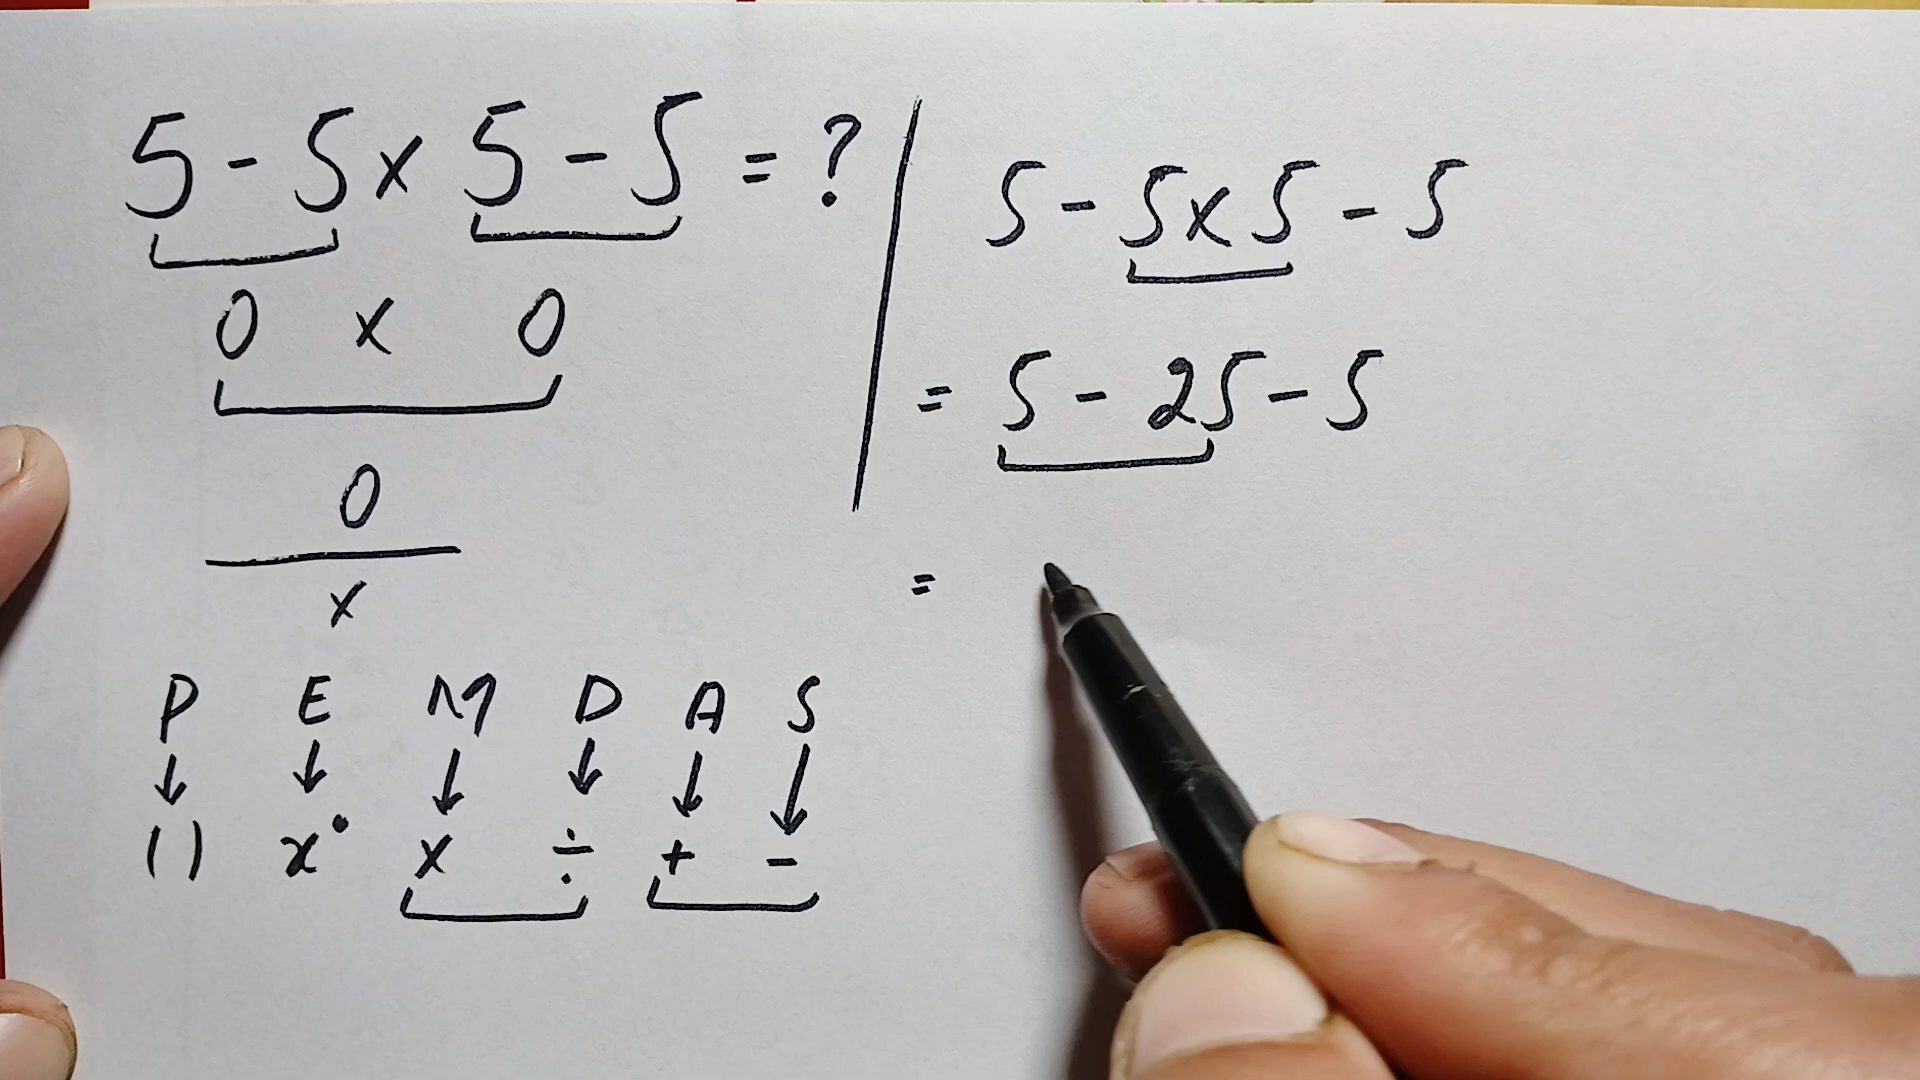 5 - 5 x 5 - 5 = ?
0 x 0
0
x
P E M D A S
↓ ↓ ↓ ↓ ↓ ↓
( ) x• x ÷ + -
5 - 5 x 5 - 5
= 5 - 25 - 5
=